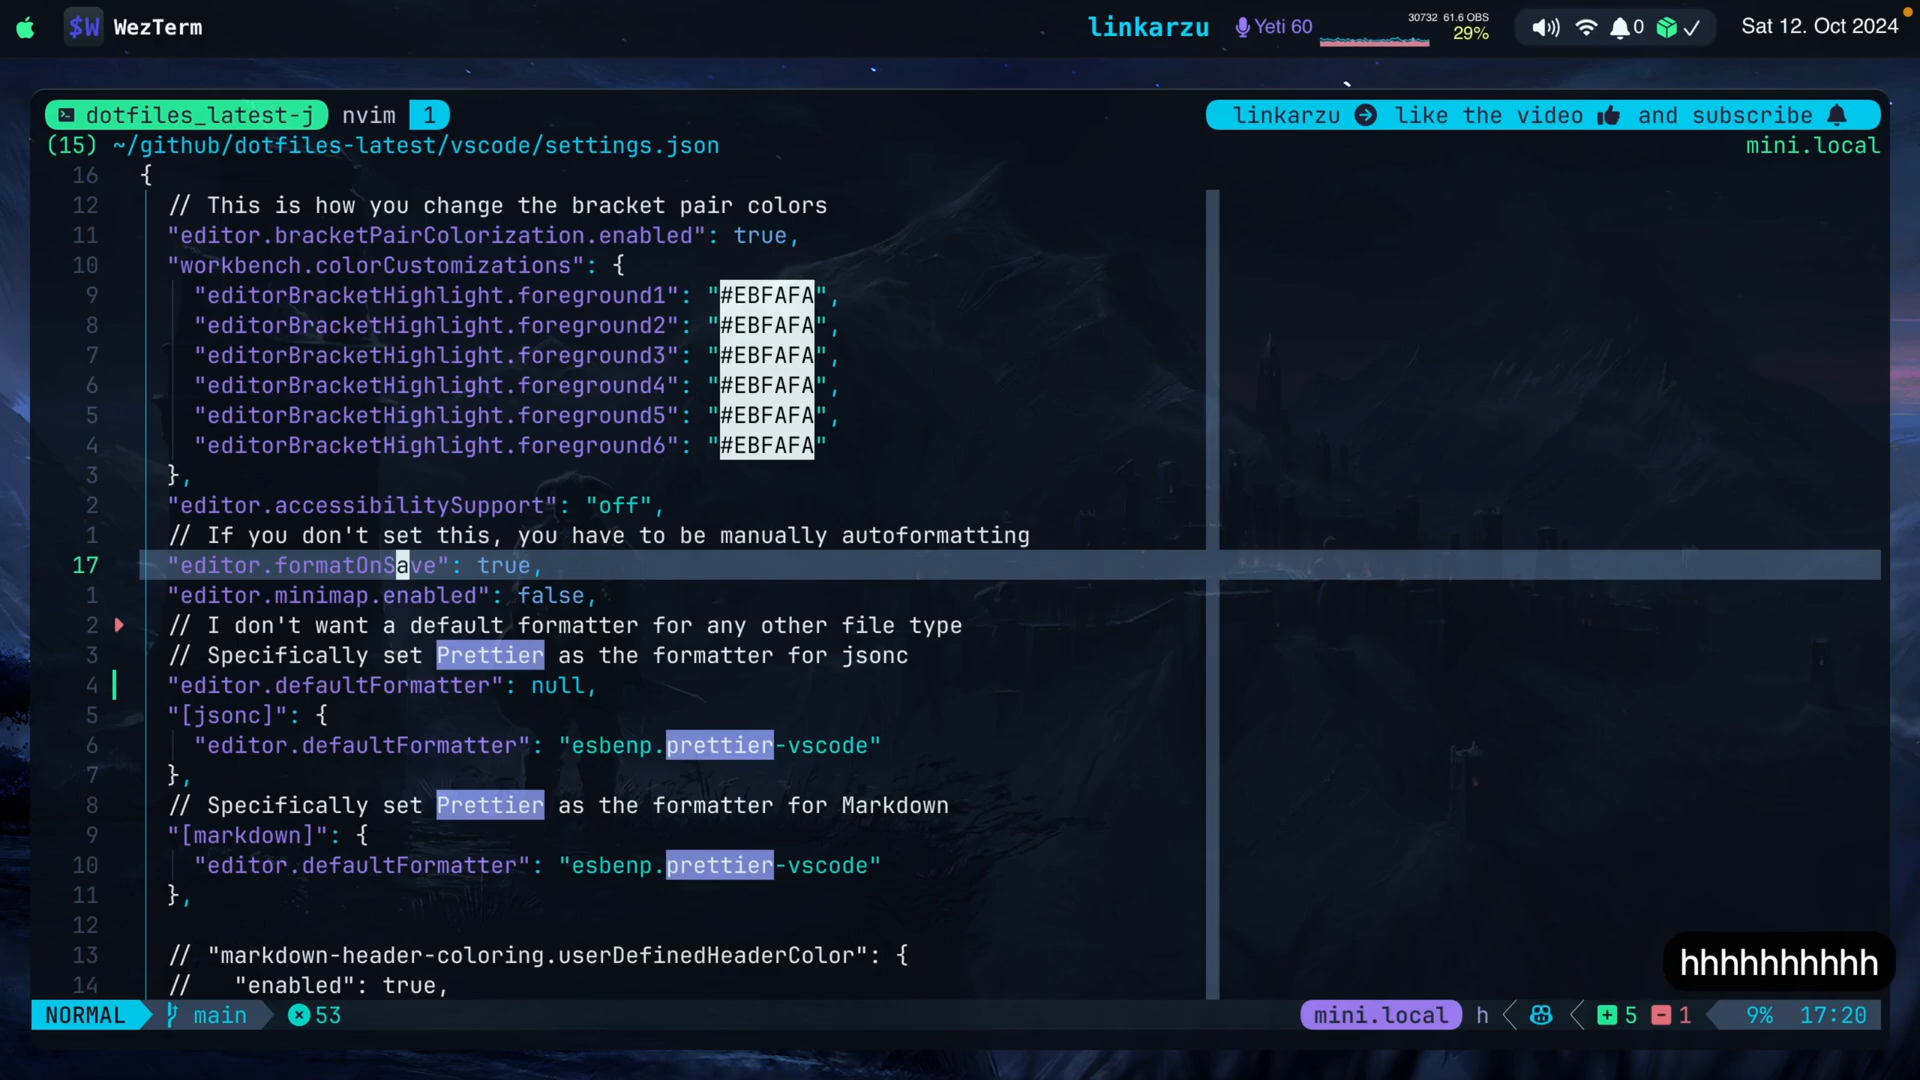 $W WezTerm
linkarzu Yeti 60 30732 61.6 OBS 29% 0 Sat 12. Oct 2024
dotfiles_latest-j nvim 1 linkarzu like the video and subscribe
(15) ~/github/dotfiles-latest/vscode/settings.json mini.local
16 {
12 // This is how you change the bracket pair colors
11 "editor.bracketPairColorization.enabled": true,
10 "workbench.colorCustomizations": {
9 "editorBracketHighlight.foreground1": "#EBFAFA",
8 "editorBracketHighlight.foreground2": "#EBFAFA",
7 "editorBracketHighlight.foreground3": "#EBFAFA",
6 "editorBracketHighlight.foreground4": "#EBFAFA",
5 "editorBracketHighlight.foreground5": "#EBFAFA",
4 "editorBracketHighlight.foreground6": "#EBFAFA"
3 },
2 "editor.accessibilitySupport": "off",
1 // If you don't set this, you have to be manually autoformatting
17 "editor.formatOnSave": true,
1 "editor.minimap.enabled": false,
2 // I don't want a default formatter for any other file type
3 // Specifically set Prettier as the formatter for jsonc
4 "editor.defaultFormatter": null,
5 "[jsonc]": {
6 "editor.defaultFormatter": "esbenp.prettier-vscode"
7 },
8 // Specifically set Prettier as the formatter for Markdown
9 "[markdown]": {
10 "editor.defaultFormatter": "esbenp.prettier-vscode"
11 },
12
13 // "markdown-header-coloring.userDefinedHeaderColor": {
14 // "enabled": true,
hhhhhhhhhhh
NORMAL main 53 mini.local h 5 1 9% 17:20